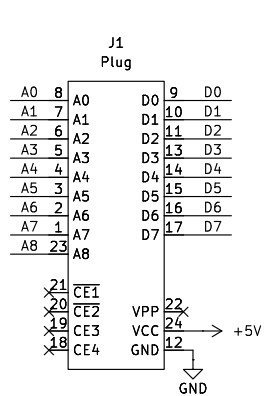 J1
Plug
A0 8 A0 D0 9 D0
A1 7 A1 D1 10 D1
A2 6 A2 D2 11 D2
A3 5 A3 D3 13 D3
A4 4 A4 D4 14 D4
A5 3 A5 D5 15 D5
A6 2 A6 D6 16 D6
A7 1 A7 D7 17 D7
A8 23 A8
21 CE1
20 CE2 VPP 22
19 CE3 VCC 24 +5V
18 CE4 GND 12
GND